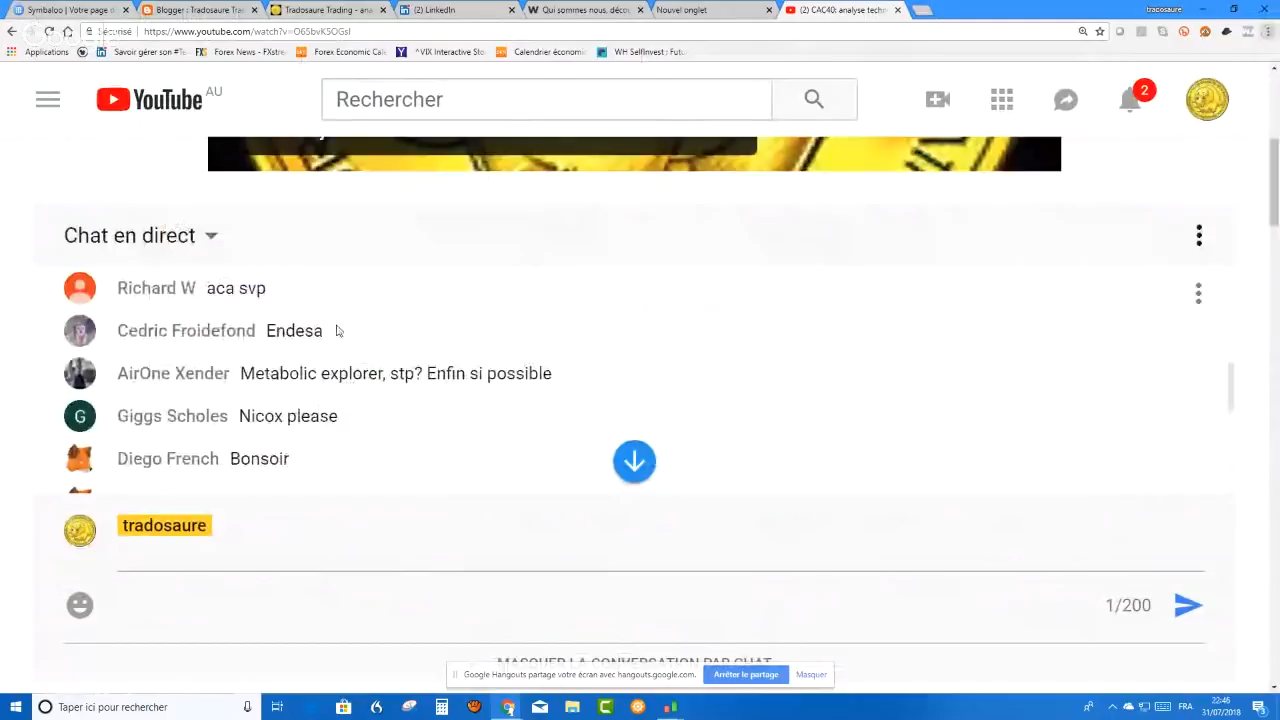 Symbaloo | Votre page d
Blogger : Tradosaure Tra
Tradosaure Trading - ana
(2) LinkedIn
Qui sommes nous, décou
Nouvel onglet
(2) CAC40: analyse techn
tradosaure
Sécurisé
https://www.youtube.com/watch?v=O65bvK5OGsI
Applications
Savoir gérer son #Te
Forex News - FXstre
Forex Economic Cale
^VIX Interactive Sto
Calendrier économi
WH SelfInvest : Futu
YouTube AU
Rechercher
2
Chat en direct
Richard W aca svp
Cedric Froidefond Endesa
AirOne Xender Metabolic explorer, stp? Enfin si possible
G Giggs Scholes Nicox please
Diego French Bonsoir
tradosaure
1/200
MASQUER LA CONVERSATION PAR CHAT
Google Hangouts partage votre écran avec hangouts.google.com.
Arrêter le partage
Masquer
Taper ici pour rechercher
FRA
22:46
31/07/2018
3